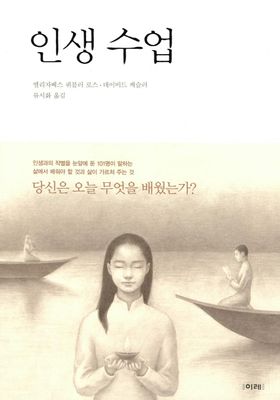 인생 수업
엘리자베스 퀴블러 로스·데이비드 케슬러
류시화 옮김
인생과의 작별을 눈앞에 둔 101명이 말하는
삶에서 배워야 할 것과 삶이 가르쳐 주는 것
당신은 오늘 무엇을 배웠는가?
이레